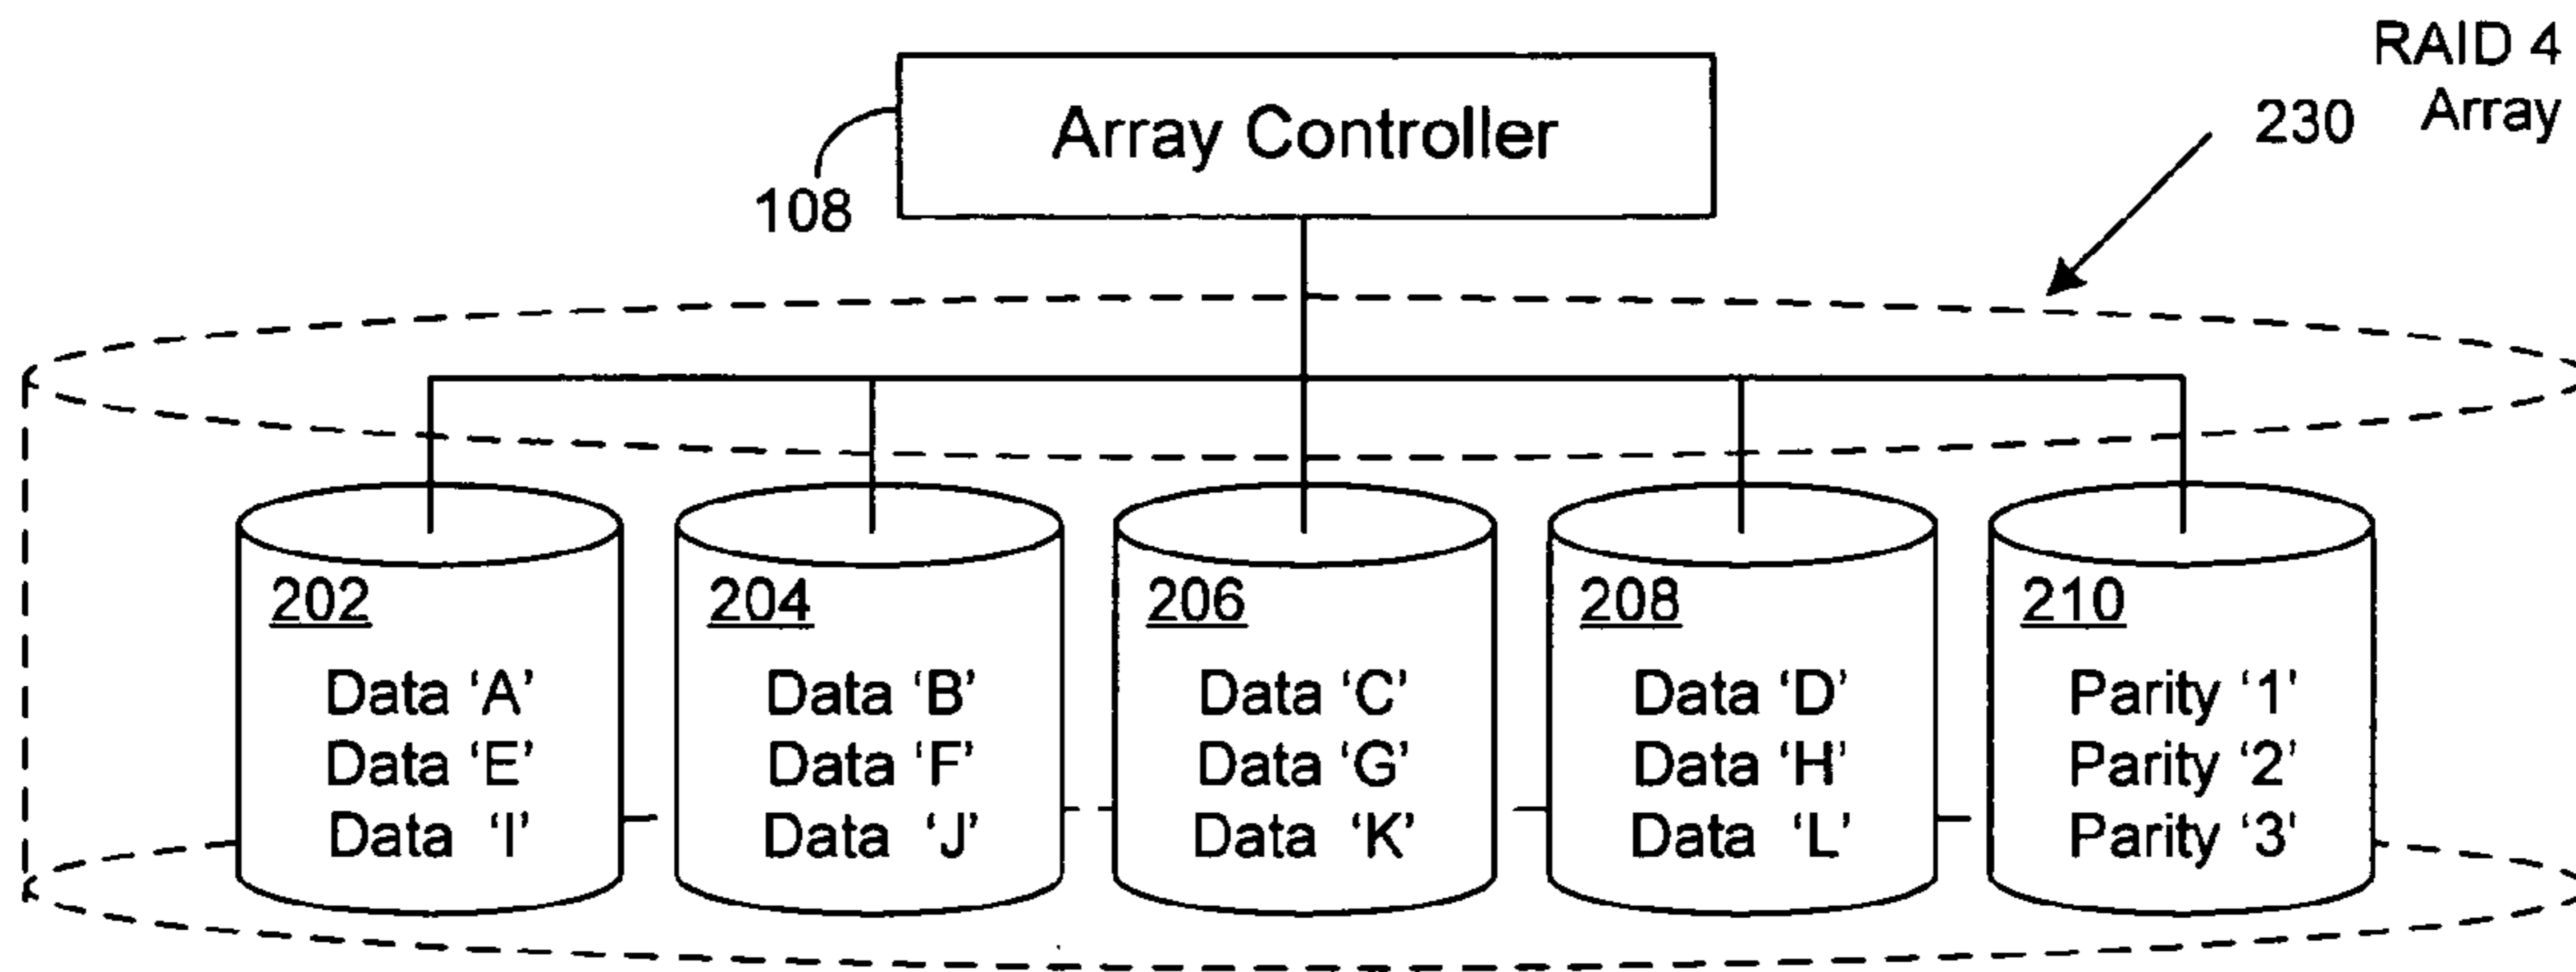 RAID 4
Array
230
Array Controller
108
202
Data ‘A’
Data ‘E’
Data ‘I’
204
Data ‘B’
Data ‘F’
Data ‘J’
206
Data ‘C’
Data ‘G’
Data ‘K’
208
Data ‘D’
Data ‘H’
Data ‘L’
210
Parity ‘1’
Parity ‘2’
Parity ‘3’